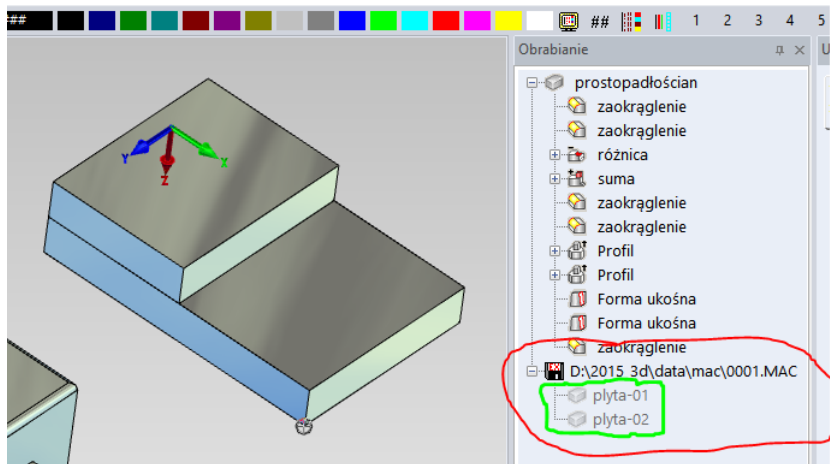 ##
## 1 2 3 4 5
Obrabianie
U
prostopadłościan
zaokrąglenie
zaokrąglenie
różnica
suma
zaokrąglenie
zaokrąglenie
Profil
Profil
Forma ukośna
Forma ukośna
zaokrąglenie
D:\2015_3d\data\mac\0001.MAC
plyta-01
plyta-02
Y X
Z